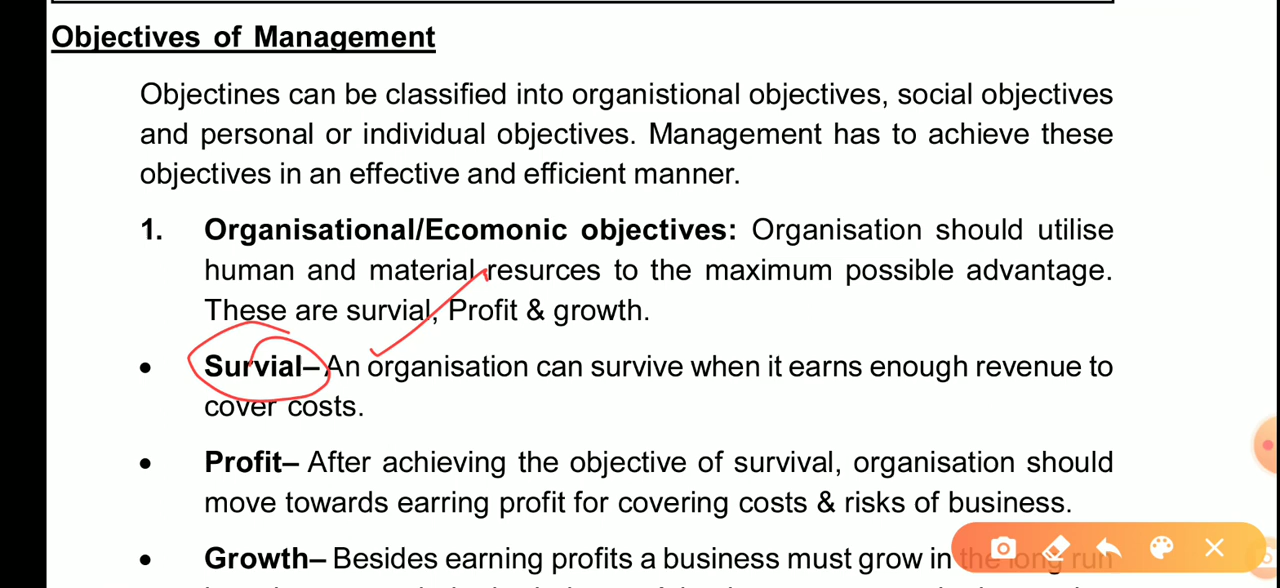 Objectives of Management
Objectines can be classified into organistional objectives, social objectives
and personal or individual objectives. Management has to achieve these
objectives in an effective and efficient manner.
1. Organisational/Ecomonic objectives: Organisation should utilise
human and material resurces to the maximum possible advantage.
These are survial, Profit & growth.
• Survial– An organisation can survive when it earns enough revenue to
cover costs.
• Profit– After achieving the objective of survival, organisation should
move towards earring profit for covering costs & risks of business.
• Growth– Besides earning profits a business must grow in the long run